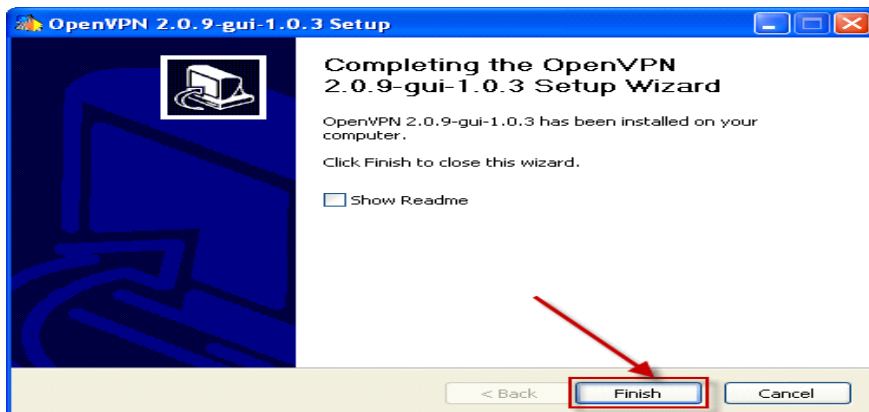 OpenVPN 2.0.9-gui-1.0.3 Setup
Completing the OpenVPN
2.0.9-gui-1.0.3 Setup Wizard
OpenVPN 2.0.9-gui-1.0.3 has been installed on your
computer.
Click Finish to close this wizard.
Show Readme
< Back
Finish
Cancel